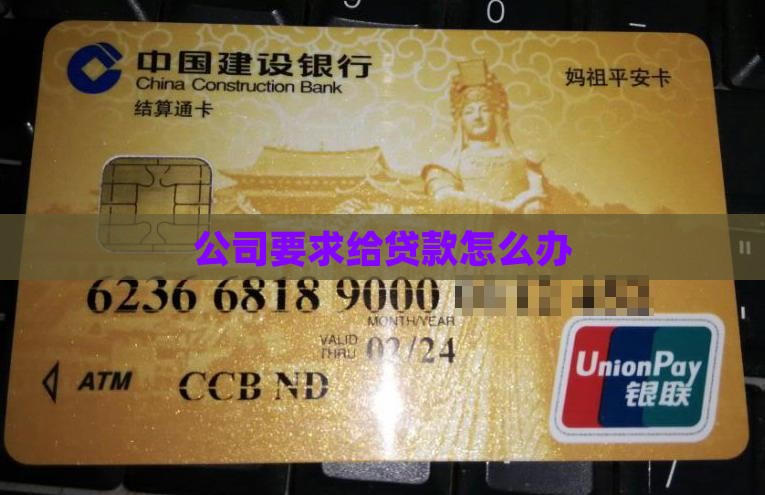 0
中国建设银行
China Construction Bank
妈祖平安卡
结算通卡
公司要求给贷款怎么办
6236 6818 9000
MONTH/YEAR
VALID THRU 02/24
ATM CCB ND
UnionPay
银联